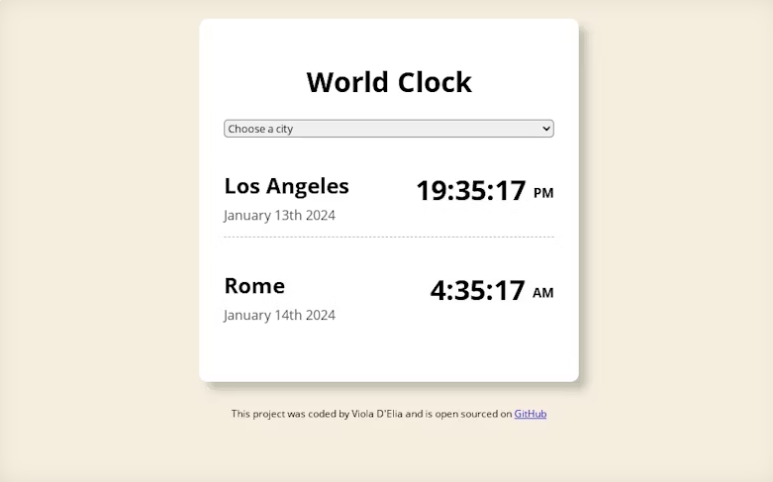 World Clock
Choose a city
Los Angeles 19:35:17 PM
January 13th 2024
Rome 4:35:17 AM
January 14th 2024
This project was coded by Viola D'Elia and is open sourced on GitHub